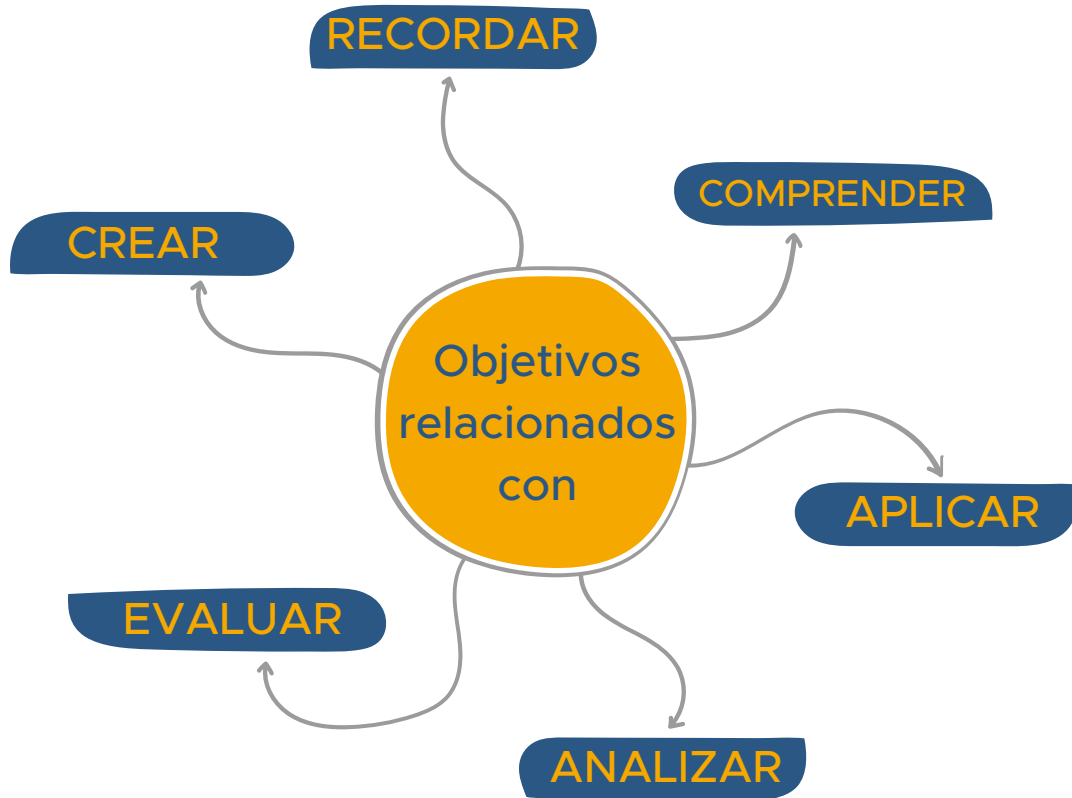 RECORDAR
COMPRENDER
CREAR
Objetivos
relacionados
con
APLICAR
EVALUAR
ANALIZAR